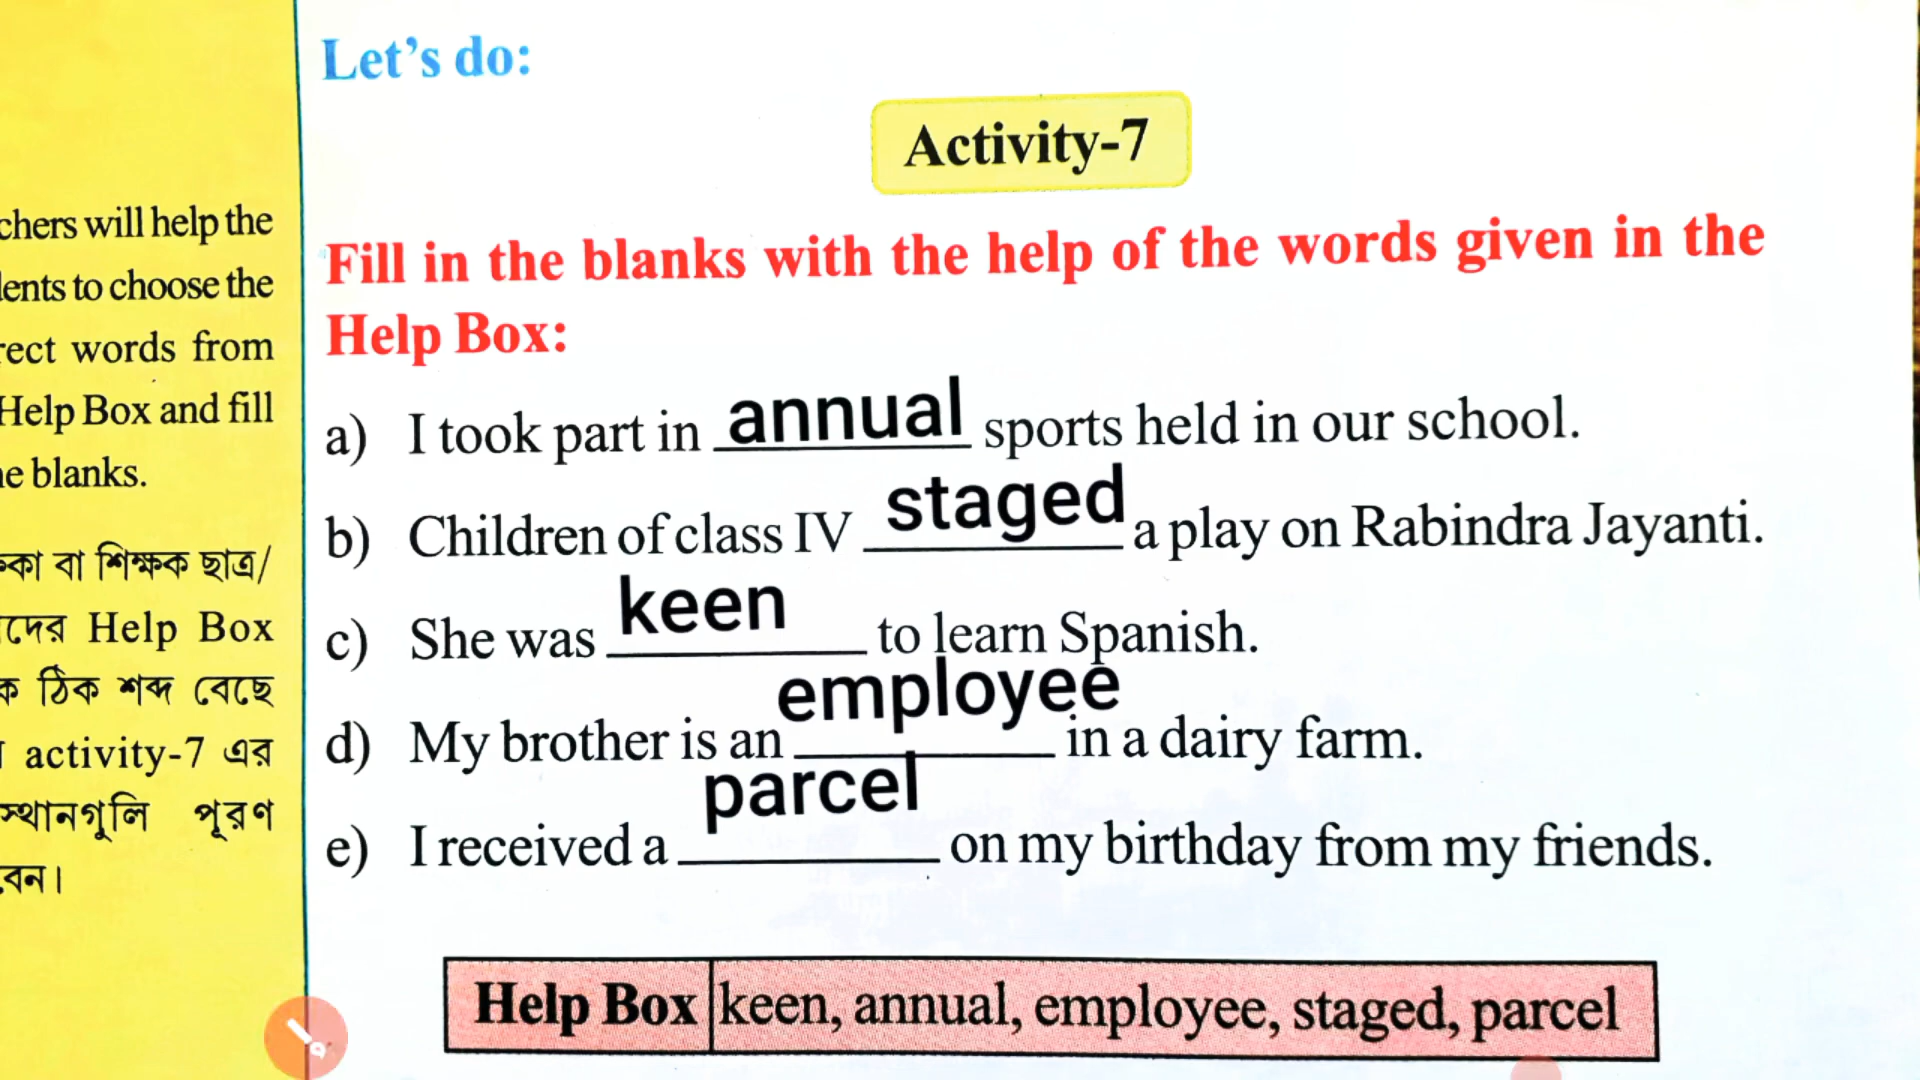 Let's do:
Activity-7
chers will help the
ents to choose the
rect words from
Help Box and fill
e blanks.
কা বা শিক্ষক ছাত্র/
দের Help Box
ক ঠিক শব্দ বেছে
activity-7 এর
স্থানগুলি পূরণ
বেন।
Fill in the blanks with the help of the words given in the
Help Box:
a) I took part in annual sports held in our school.
b) Children of class IV staged a play on Rabindra Jayanti.
c) She was keen to learn Spanish.
d) My brother is an employee in a dairy farm.
e) I received a parcel on my birthday from my friends.
Help Box keen, annual, employee, staged, parcel